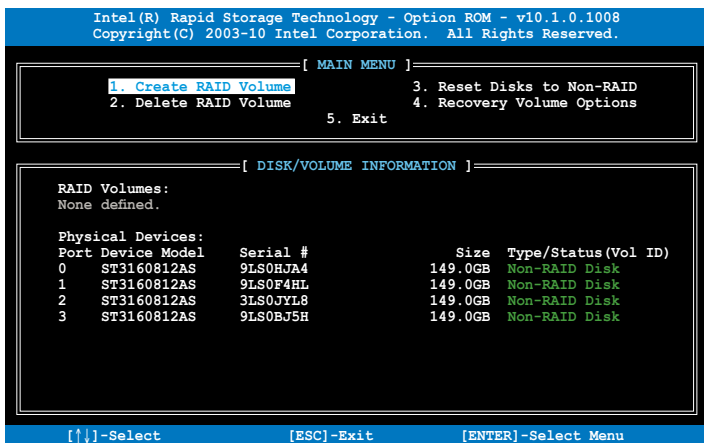 Intel(R) Rapid Storage Technology - Option ROM - v10.1.0.1008
Copyright(C) 2003-10 Intel Corporation. All Rights Reserved.
[ MAIN MENU ]
1. Create RAID Volume 3. Reset Disks to Non-RAID
2. Delete RAID Volume 4. Recovery Volume Options
5. Exit
[ DISK/VOLUME INFORMATION ]
RAID Volumes:
None defined.
Physical Devices:
Port Device Model Serial # Size Type/Status(Vol ID)
0 ST3160812AS 9LS0HJA4 149.0GB Non-RAID Disk
1 ST3160812AS 9LS0F4HL 149.0GB Non-RAID Disk
2 ST3160812AS 3LS0JYL8 149.0GB Non-RAID Disk
3 ST3160812AS 9LS0BJ5H 149.0GB Non-RAID Disk
[↑↓]-Select [ESC]-Exit [ENTER]-Select Menu